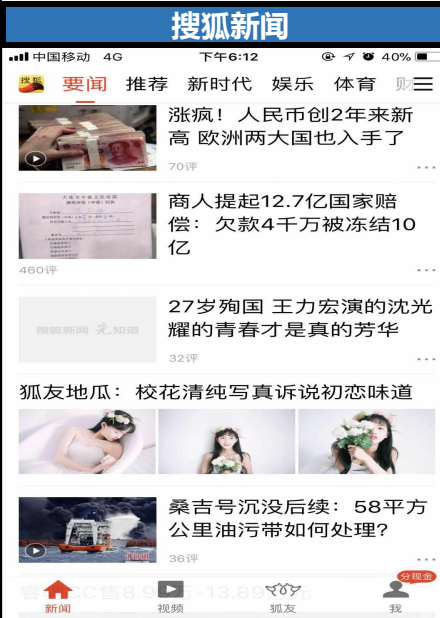 搜狐新闻
中国移动 4G 下午6:12 40%
搜狐 要闻 推荐 新时代 娱乐 体育 财
涨疯！人民币创2年来新
高 欧洲两大国也入手了
70评
商人提起12.7亿国家赔
偿：欠款4千万被冻结10
亿
460评
27岁殉国 王力宏演的沈光
耀的青春才是真的芳华
搜狐新闻 先知道
32评
狐友地瓜：校花清纯写真诉说初恋味道
桑吉号沉没后续：58平方
公里油污带如何处理?
36评
分现金
新闻 视频 狐友 我